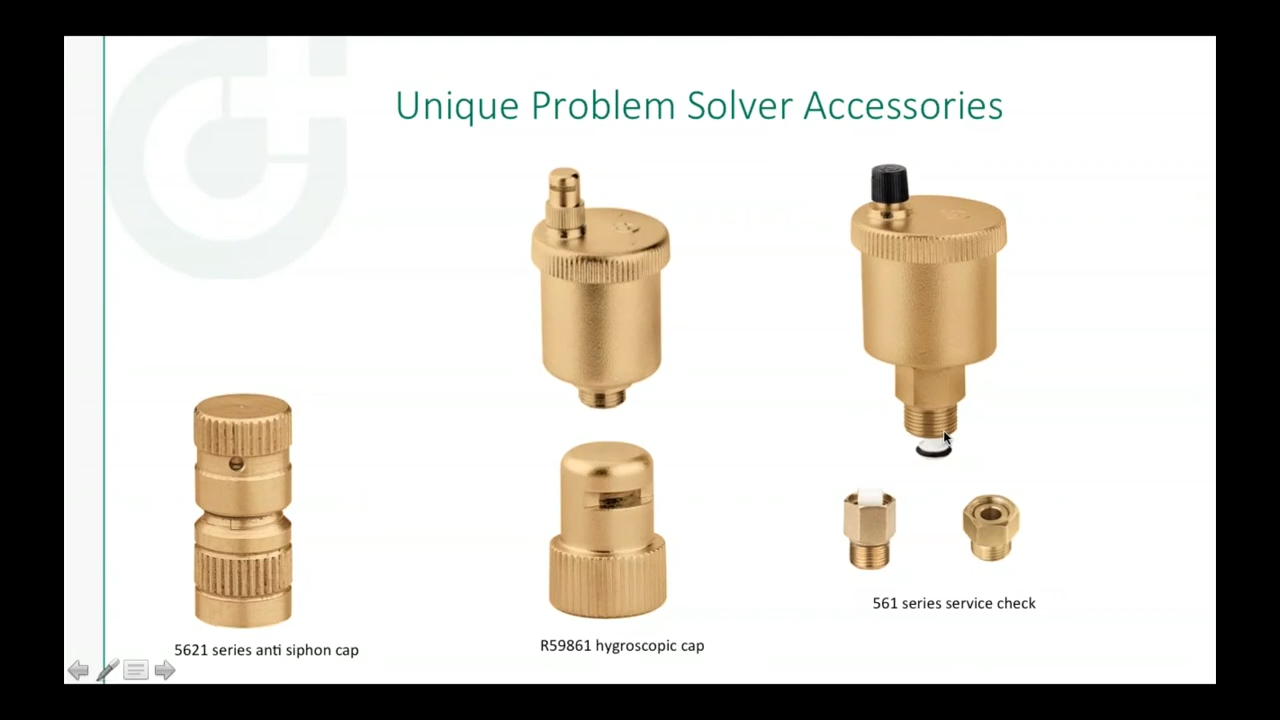 Unique Problem Solver Accessories
5621 series anti siphon cap
R59861 hygroscopic cap
561 series service check